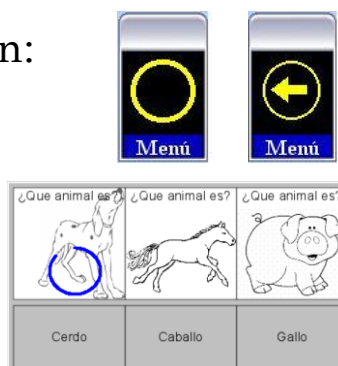 n:
Menú Menú
¿Que animal es? ¿Que animal es? ¿Que animal es?
Cerdo Caballo Gallo